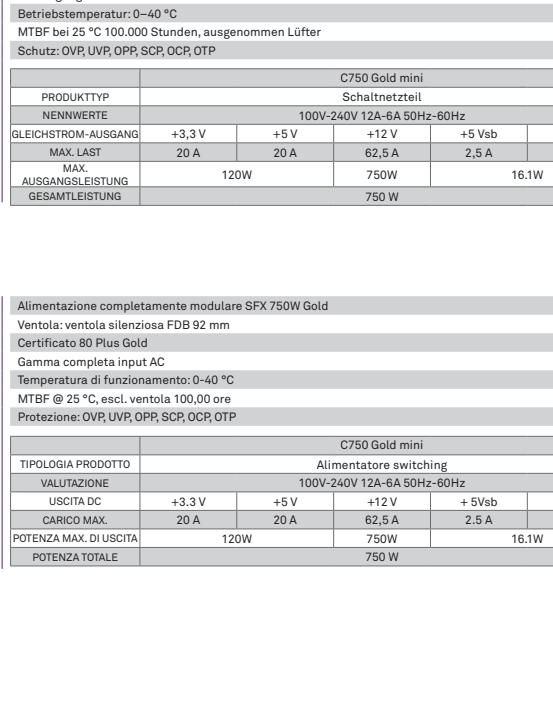 Betriebstemperatur: 0–40 °C
MTBF bei 25 °C 100.000 Stunden, ausgenommen Lüfter
Schutz: OVP, UVP, OPP, SCP, OCP, OTP
C750 Gold mini
PRODUKTTYP Schaltnetzteil
NENNWERTE 100V-240V 12A-6A 50Hz-60Hz
GLEICHSTROM-AUSGANG +3,3 V +5 V +12 V +5 Vsb
MAX. LAST 20 A 20 A 62,5 A 2,5 A
MAX.
AUSGANGSLEISTUNG 120W 750W 16.1W
GESAMTLEISTUNG 750 W
Alimentazione completamente modulare SFX 750W Gold
Ventola: ventola silenziosa FDB 92 mm
Certificato 80 Plus Gold
Gamma completa input AC
Temperatura di funzionamento: 0-40 °C
MTBF @ 25 °C, escl. ventola 100,00 ore
Protezione: OVP, UVP, OPP, SCP, OCP, OTP
C750 Gold mini
TIPOLOGIA PRODOTTO Alimentatore switching
VALUTAZIONE 100V-240V 12A-6A 50Hz-60Hz
USCITA DC +3.3 V +5 V +12 V + 5Vsb
CARICO MAX. 20 A 20 A 62,5 A 2.5 A
POTENZA MAX. DI USCITA 120W 750W 16.1W
POTENZA TOTALE 750 W